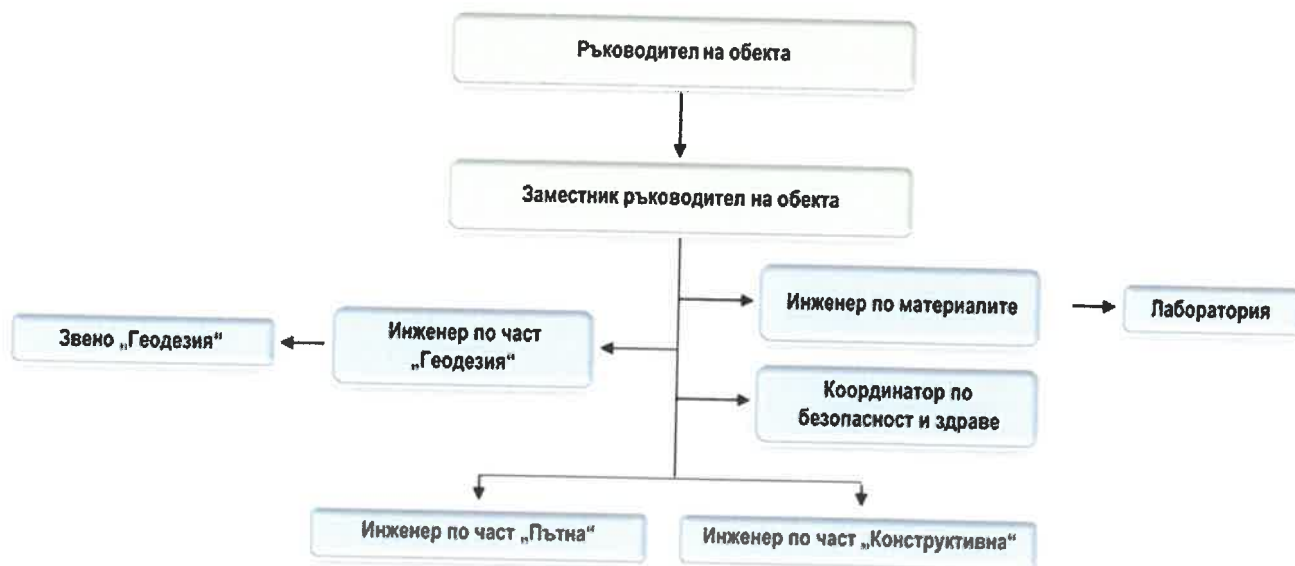 Ръководител на обекта
Заместник ръководител на обекта
Инженер по материалите
Лаборатория
Звено „Геодезия“
Инженер по част
„Геодезия“
Координатор по
безопасност и здраве
Инженер по част „Пътна“
Инженер по част „Конструктивна“